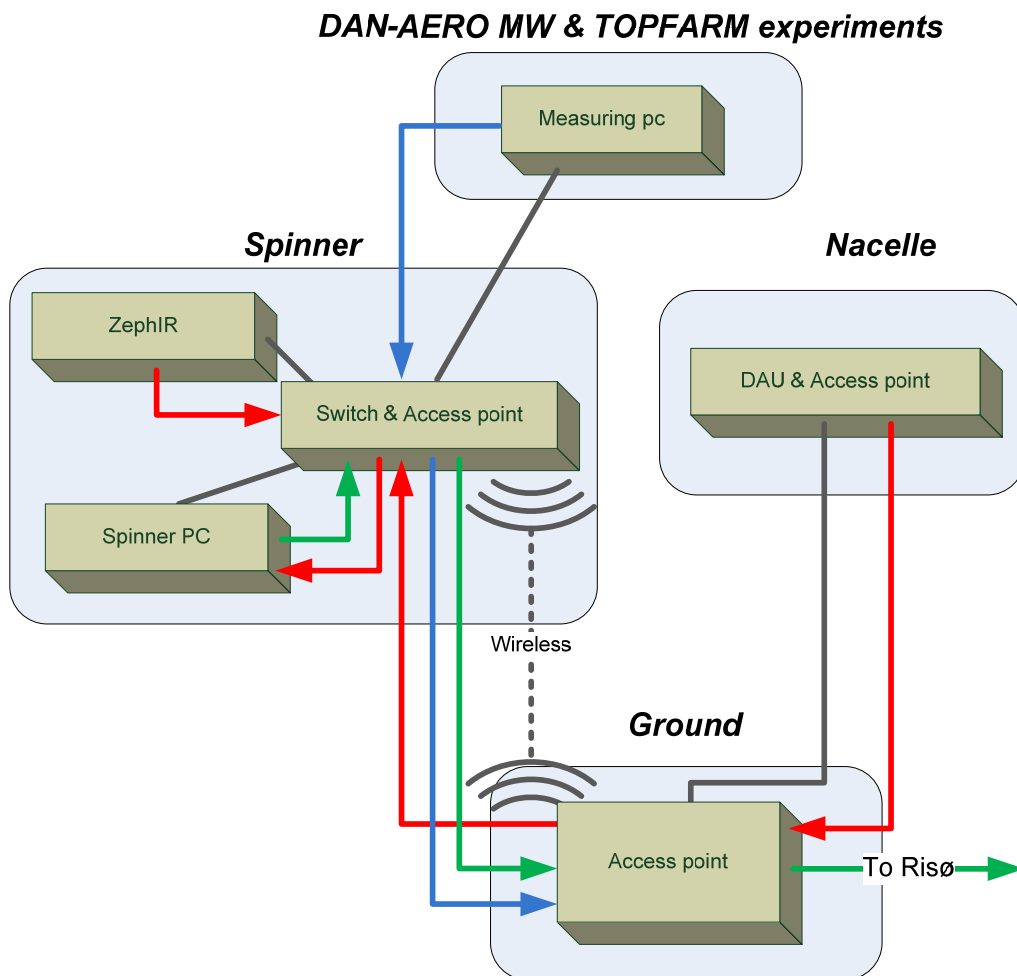 DAN-AERO MW & TOPFARM experiments
Measuring pc
Spinner
Nacelle
ZephIR
DAU & Access point
Switch & Access point
Spinner PC
Wireless
Ground
Access point
To Risø